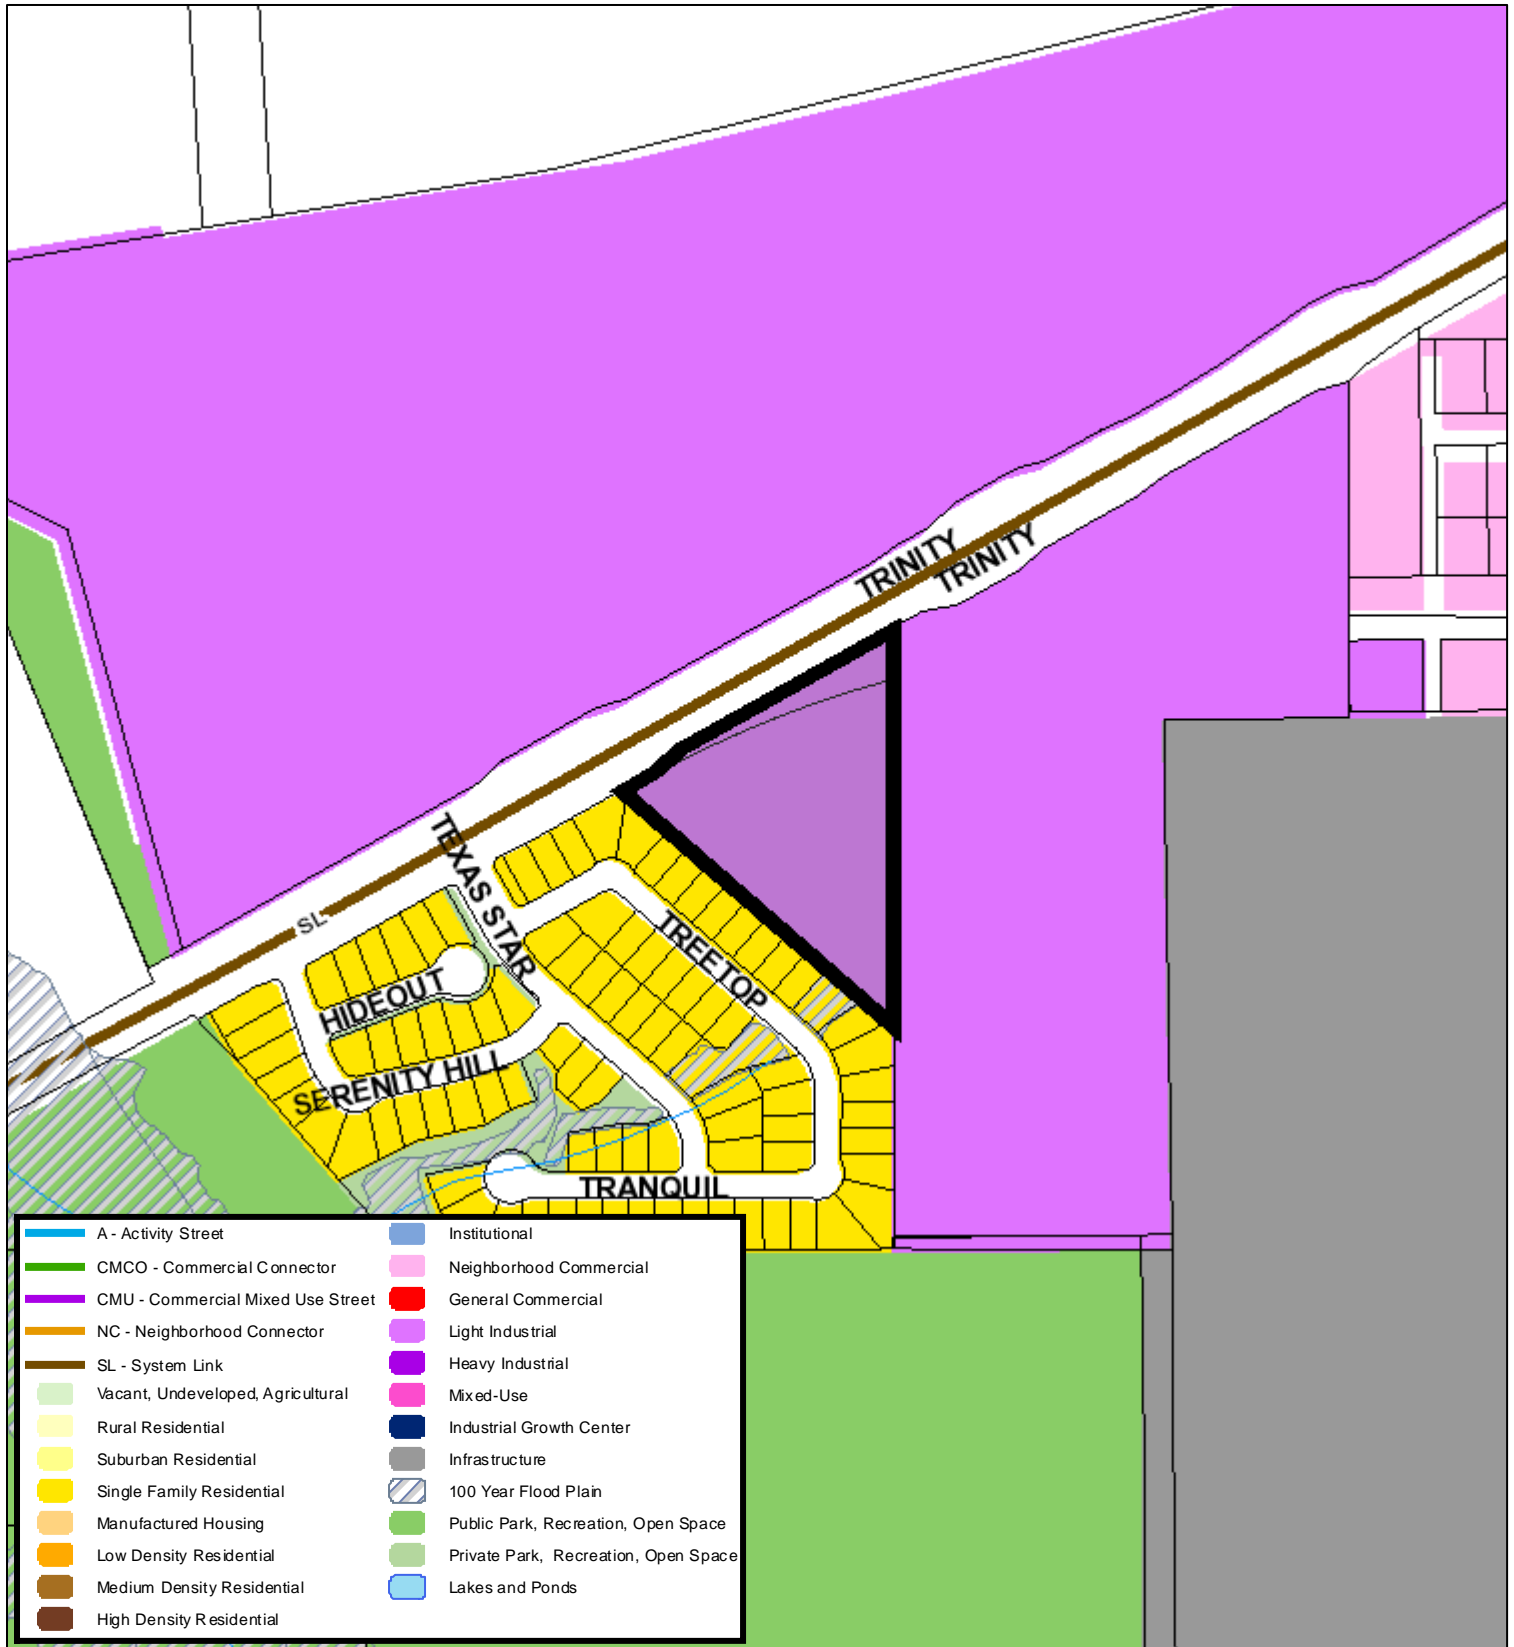 TRINITY
TRINITY
TEXAS STAR
SL
TREETOP
HIDEOUT
SERENITY HILL
TRANQUIL
A - Activity Street
CMCO - Commercial Connector
CMU - Commercial Mixed Use Street
NC - Neighborhood Connector
SL - System Link
Vacant, Undeveloped, Agricultural
Rural Residential
Suburban Residential
Single Family Residential
Manufactured Housing
Low Density Residential
Medium Density Residential
High Density Residential
Institutional
Neighborhood Commercial
General Commercial
Light Industrial
Heavy Industrial
Mixed-Use
Industrial Growth Center
Infrastructure
100 Year Flood Plain
Public Park, Recreation, Open Space
Private Park, Recreation, Open Space
Lakes and Ponds